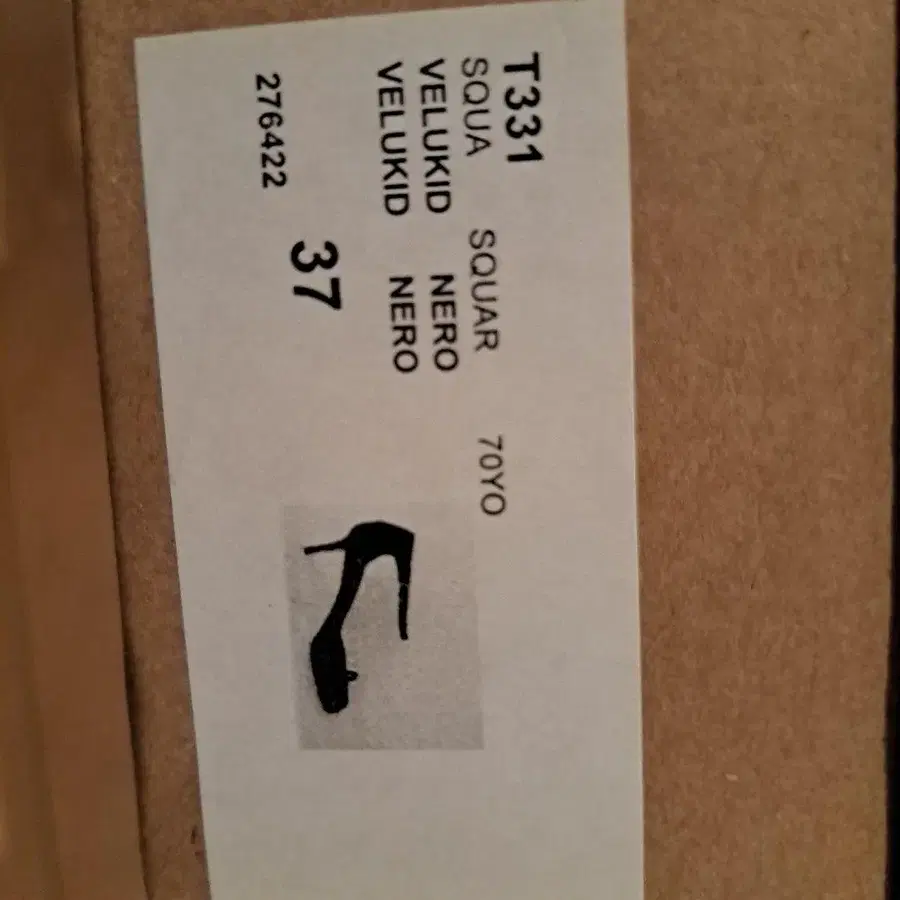 T331
SQUA SQUAR 70YO
VELUKID NERO
VELUKID NERO
37
276422